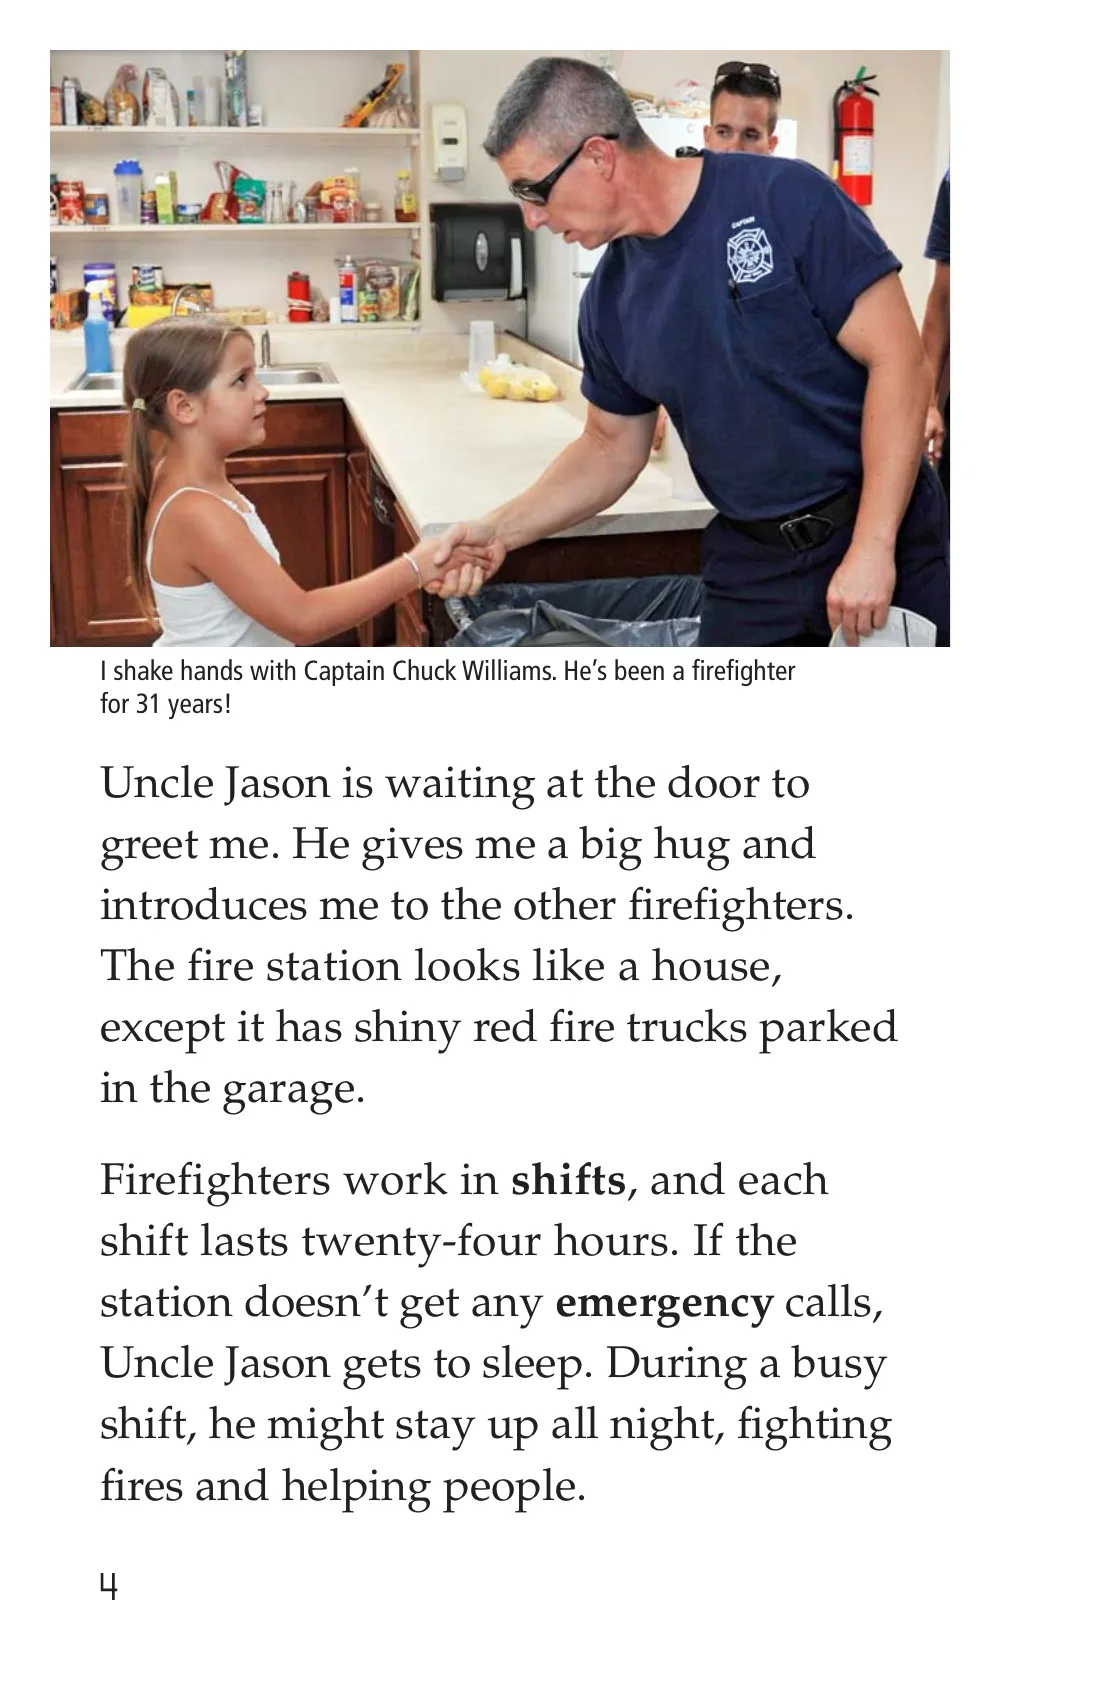 CAPTAIN
I shake hands with Captain Chuck Williams. He’s been a firefighter
for 31 years!
Uncle Jason is waiting at the door to
greet me. He gives me a big hug and
introduces me to the other firefighters.
The fire station looks like a house,
except it has shiny red fire trucks parked
in the garage.
Firefighters work in shifts, and each
shift lasts twenty-four hours. If the
station doesn’t get any emergency calls,
Uncle Jason gets to sleep. During a busy
shift, he might stay up all night, fighting
fires and helping people.
4